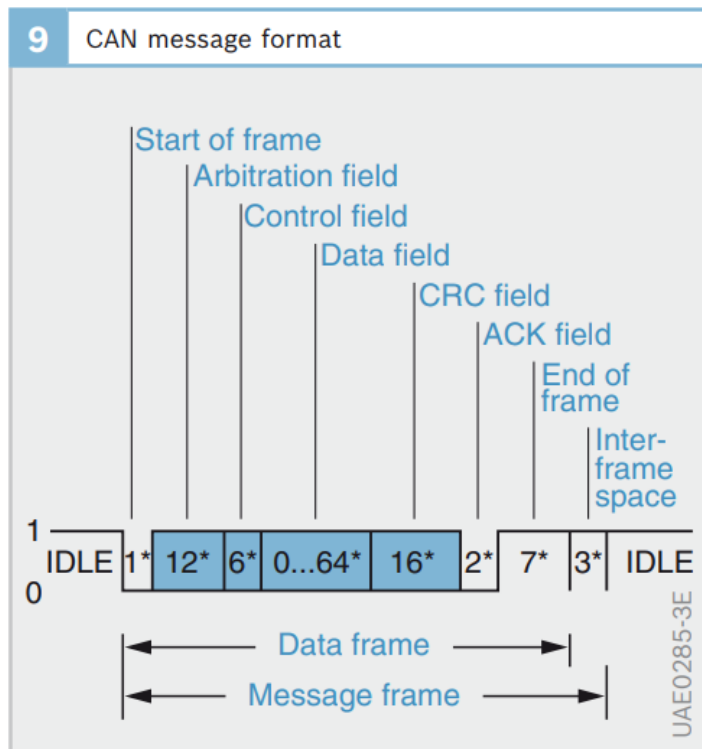 9 CAN message format
Start of frame
Arbitration field
Control field
Data field
CRC field
ACK field
End of
frame
Inter-
frame
space
1
IDLE 1* 12* 6* 0...64* 16* 2* 7* 3* IDLE
0
Data frame
Message frame
UAE0285-3E